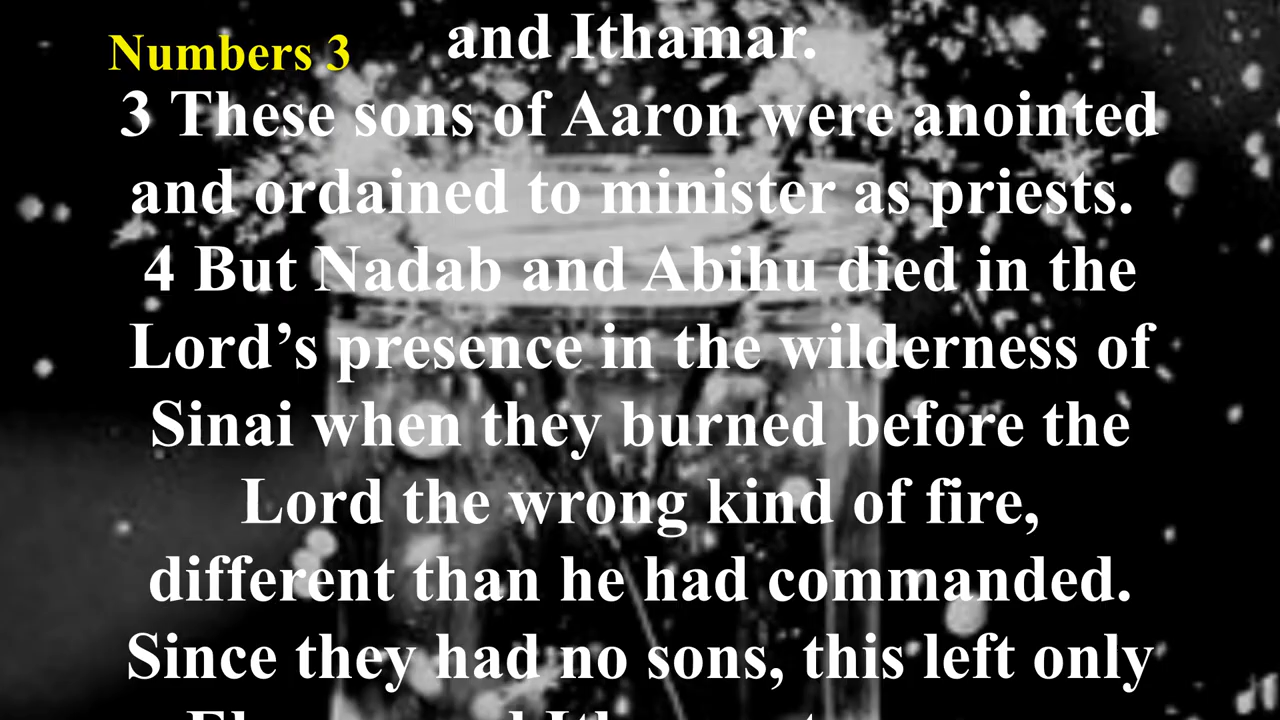 Numbers 3
and Ithamar.
3 These sons of Aaron were anointed
and ordained to minister as priests.
4 But Nadab and Abihu died in the
Lord’s presence in the wilderness of
Sinai when they burned before the
Lord the wrong kind of fire,
different than he had commanded.
Since they had no sons, this left only